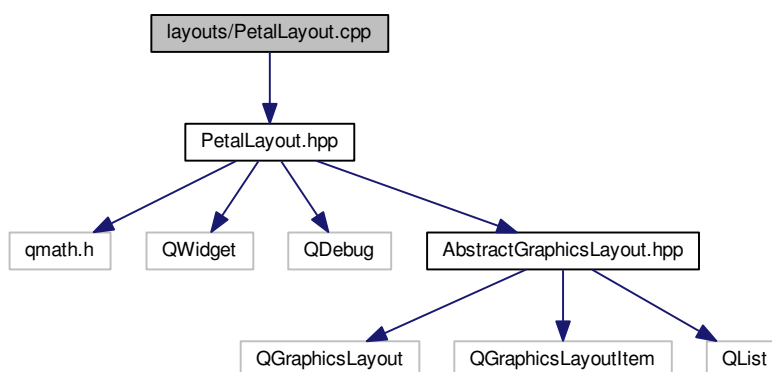 layouts/PetalLayout.cpp
PetalLayout.hpp
qmath.h
QWidget
QDebug
AbstractGraphicsLayout.hpp
QGraphicsLayout
QGraphicsLayoutItem
QList